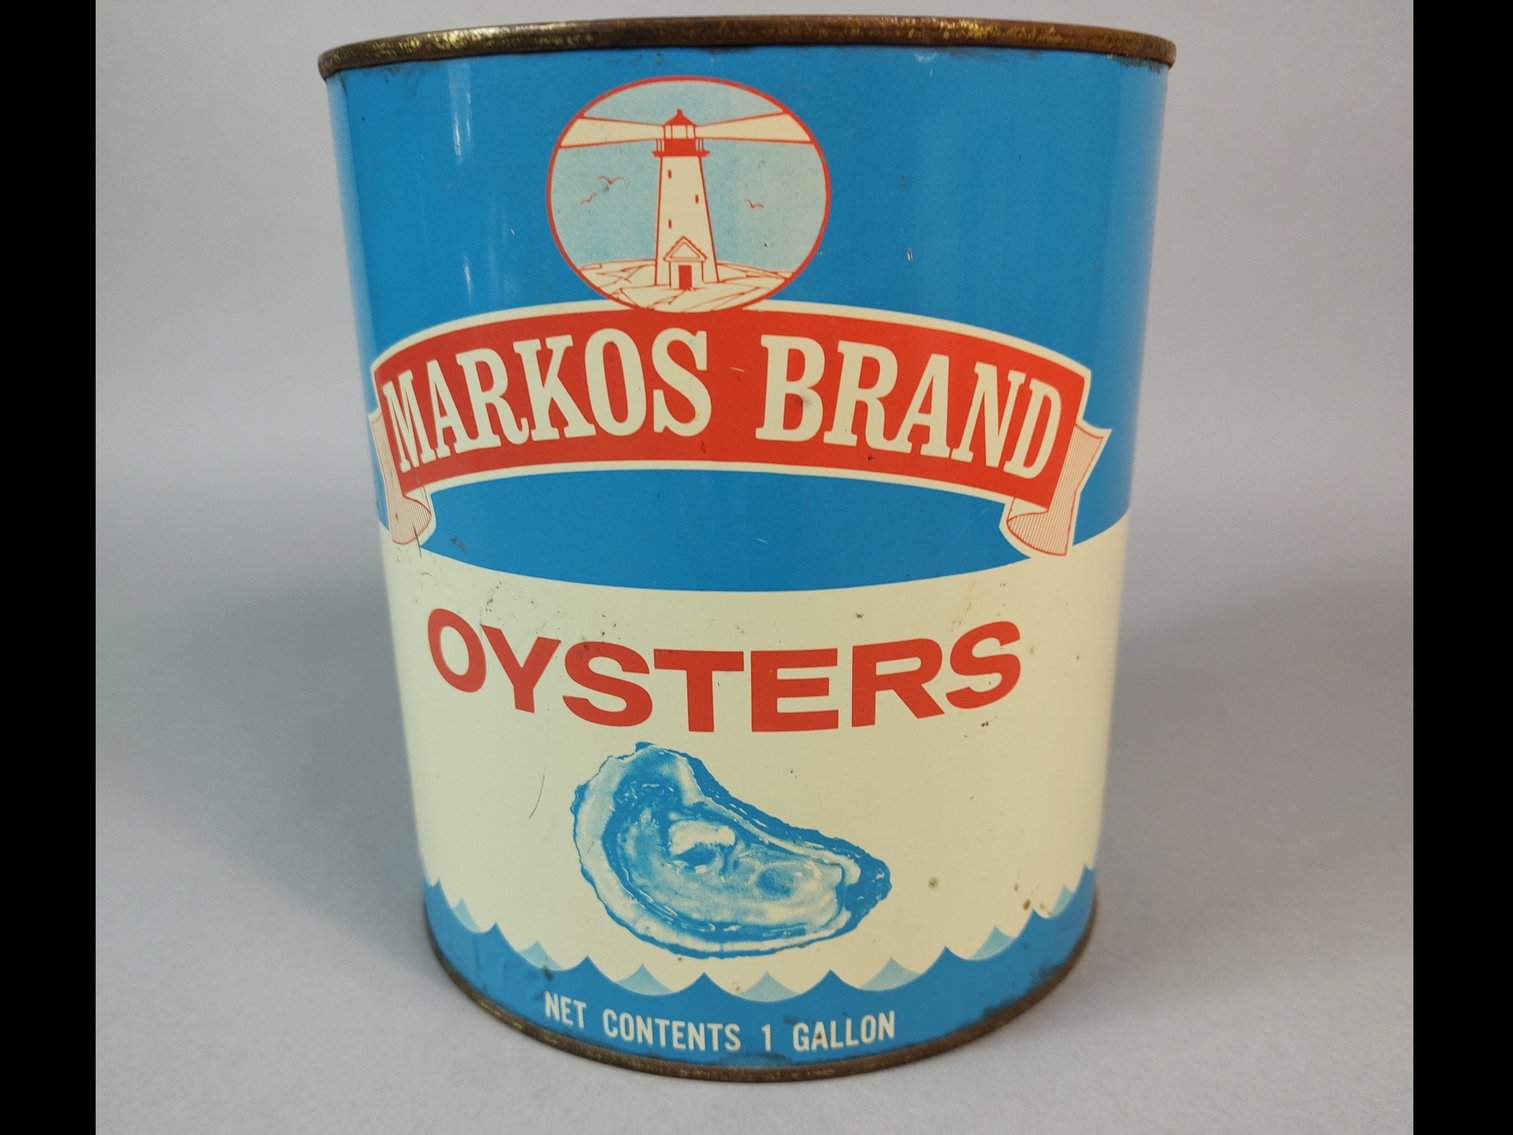 MARKOS BRAND
OYSTERS
NET CONTENTS 1 GALLON